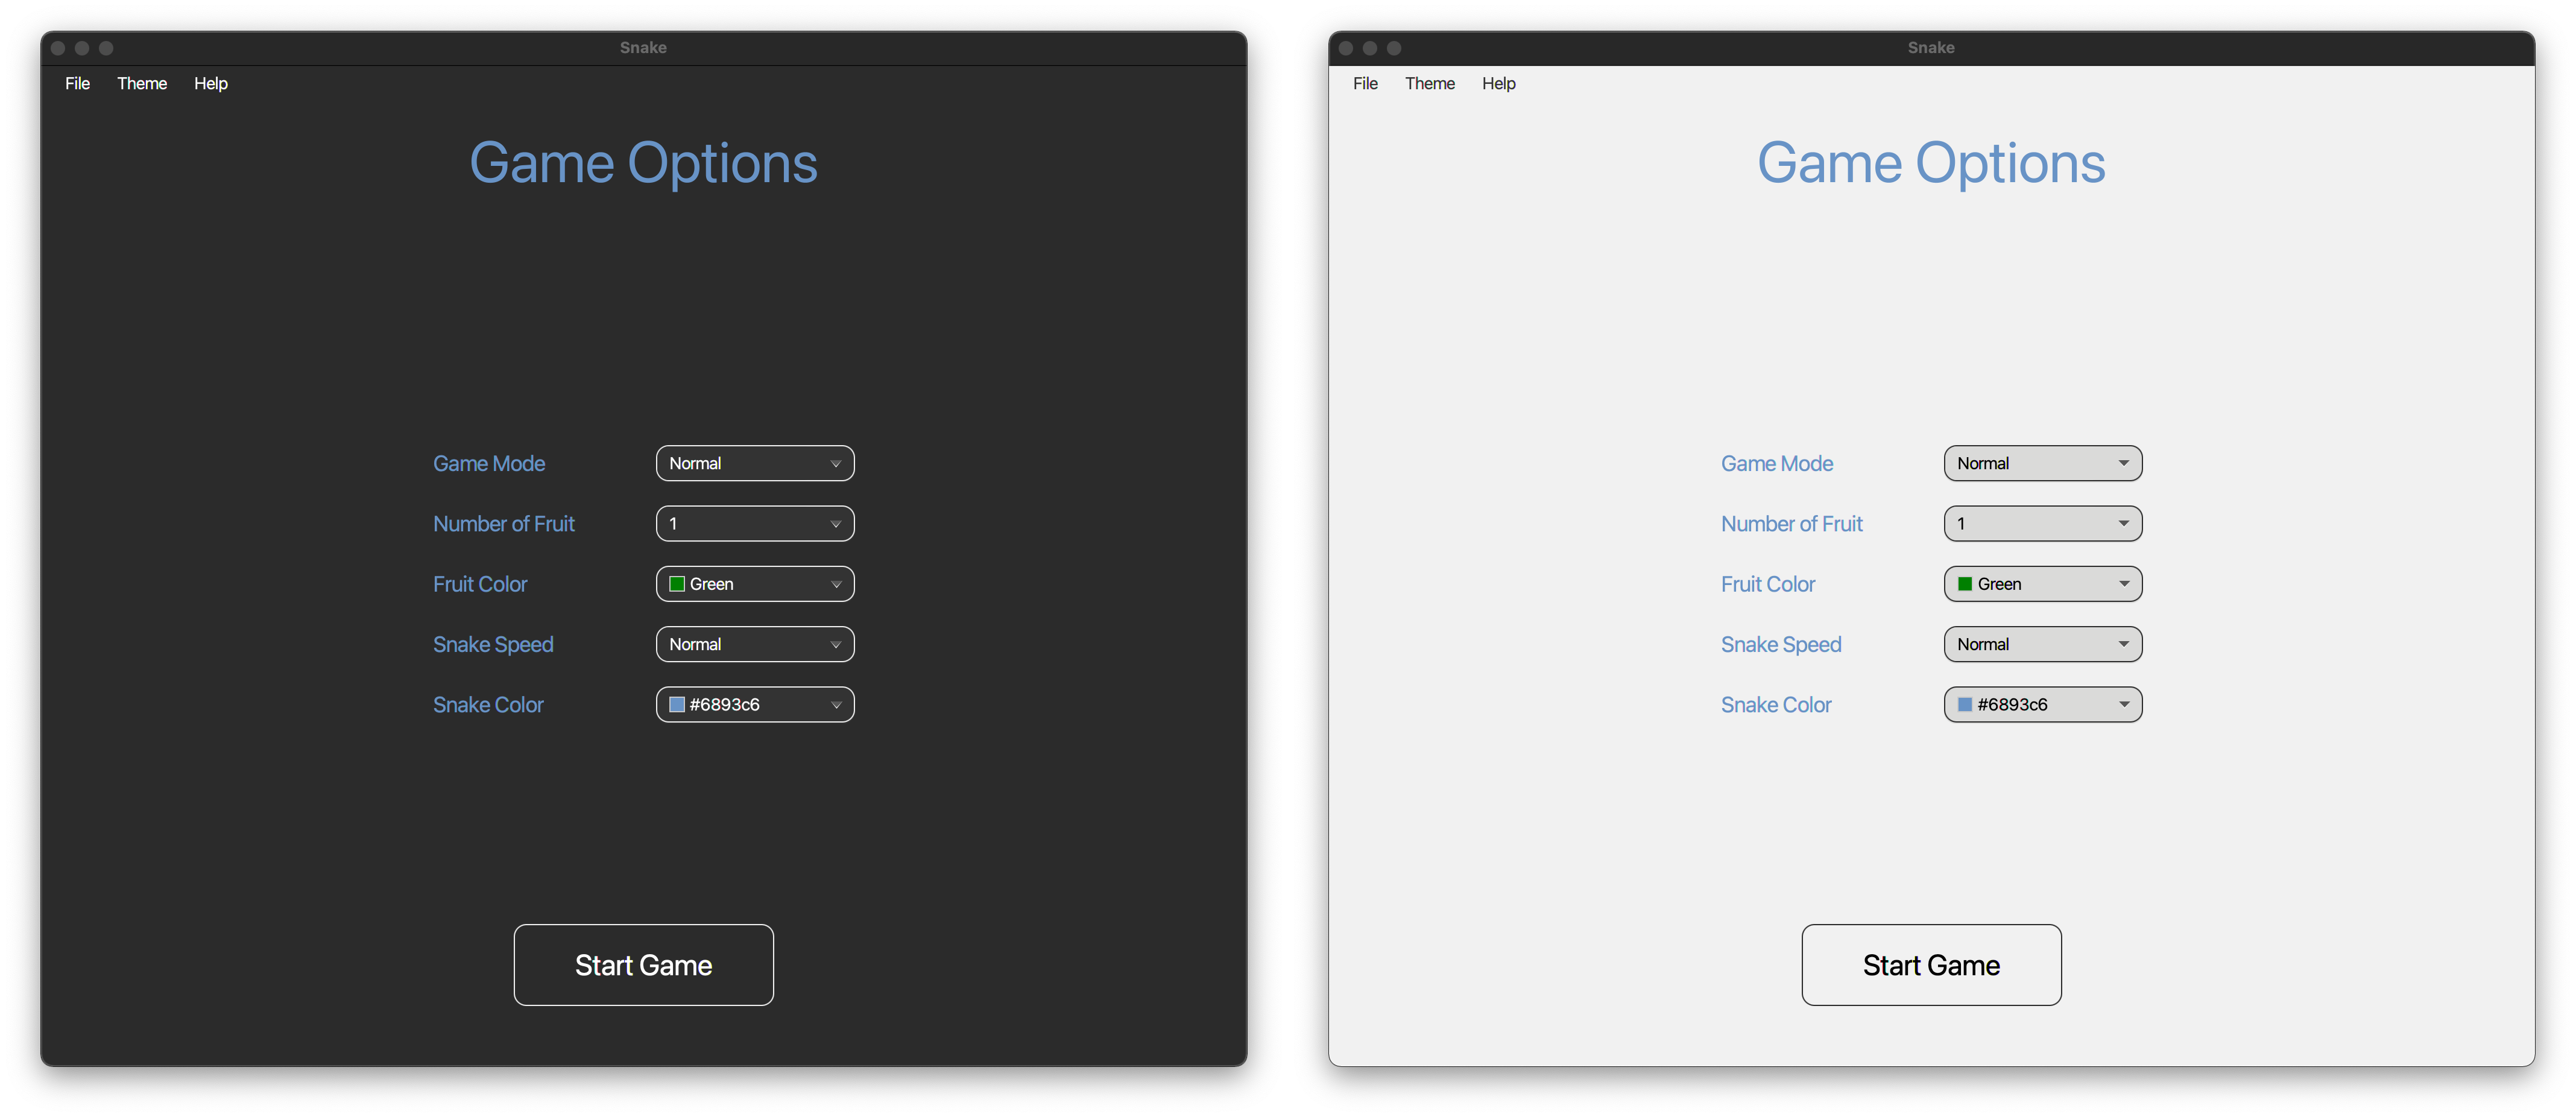 Snake
File Theme Help
Game Options
Game Mode Normal
Number of Fruit 1
Fruit Color Green
Snake Speed Normal
Snake Color #6893c6
Start Game
Snake
File Theme Help
Game Options
Game Mode Normal
Number of Fruit 1
Fruit Color Green
Snake Speed Normal
Snake Color #6893c6
Start Game